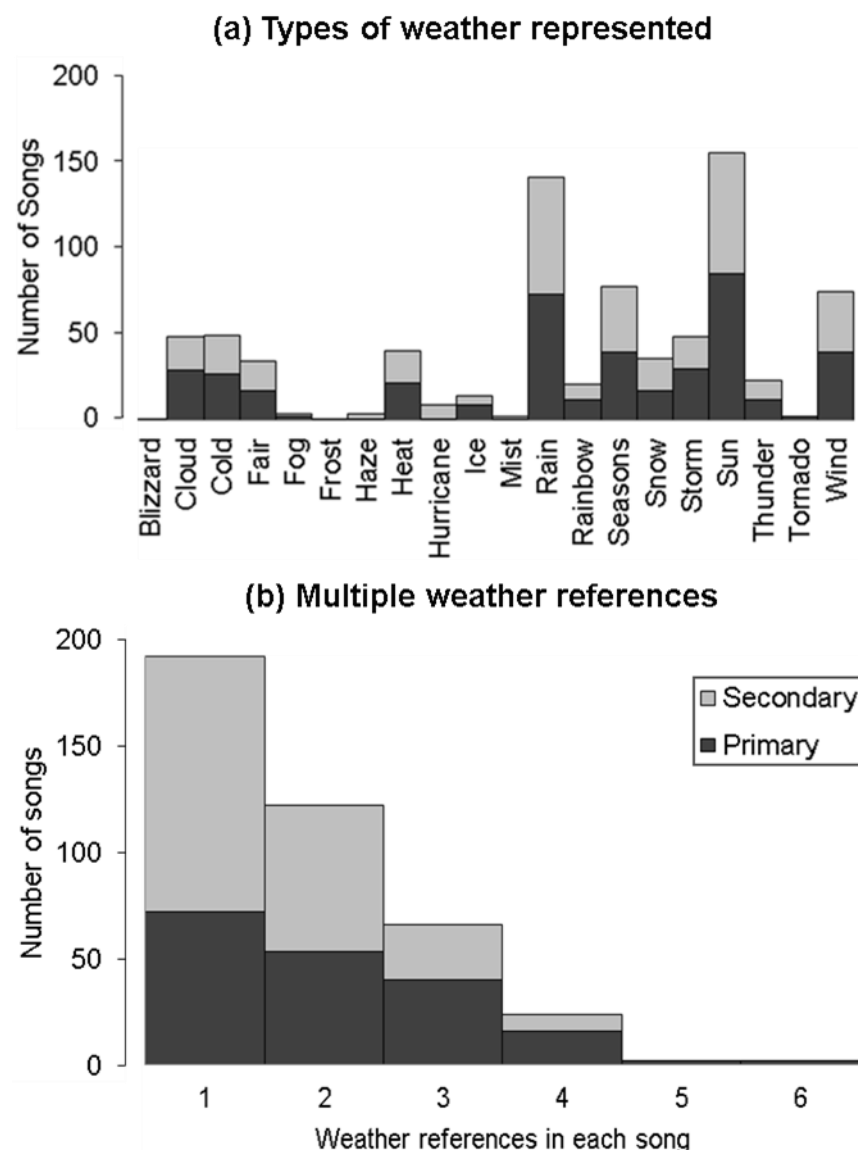 (a) Types of weather represented
200
150
100
50
0
Number of Songs
Blizzard
Cloud
Cold
Fair
Fog
Frost
Haze
Heat
Hurricane
Ice
Mist
Rain
Rainbow
Seasons
Snow
Storm
Sun
Thunder
Tornado
Wind
(b) Multiple weather references
200
150
100
50
0
Number of songs
Secondary
Primary
1 2 3 4 5 6
Weather references in each song